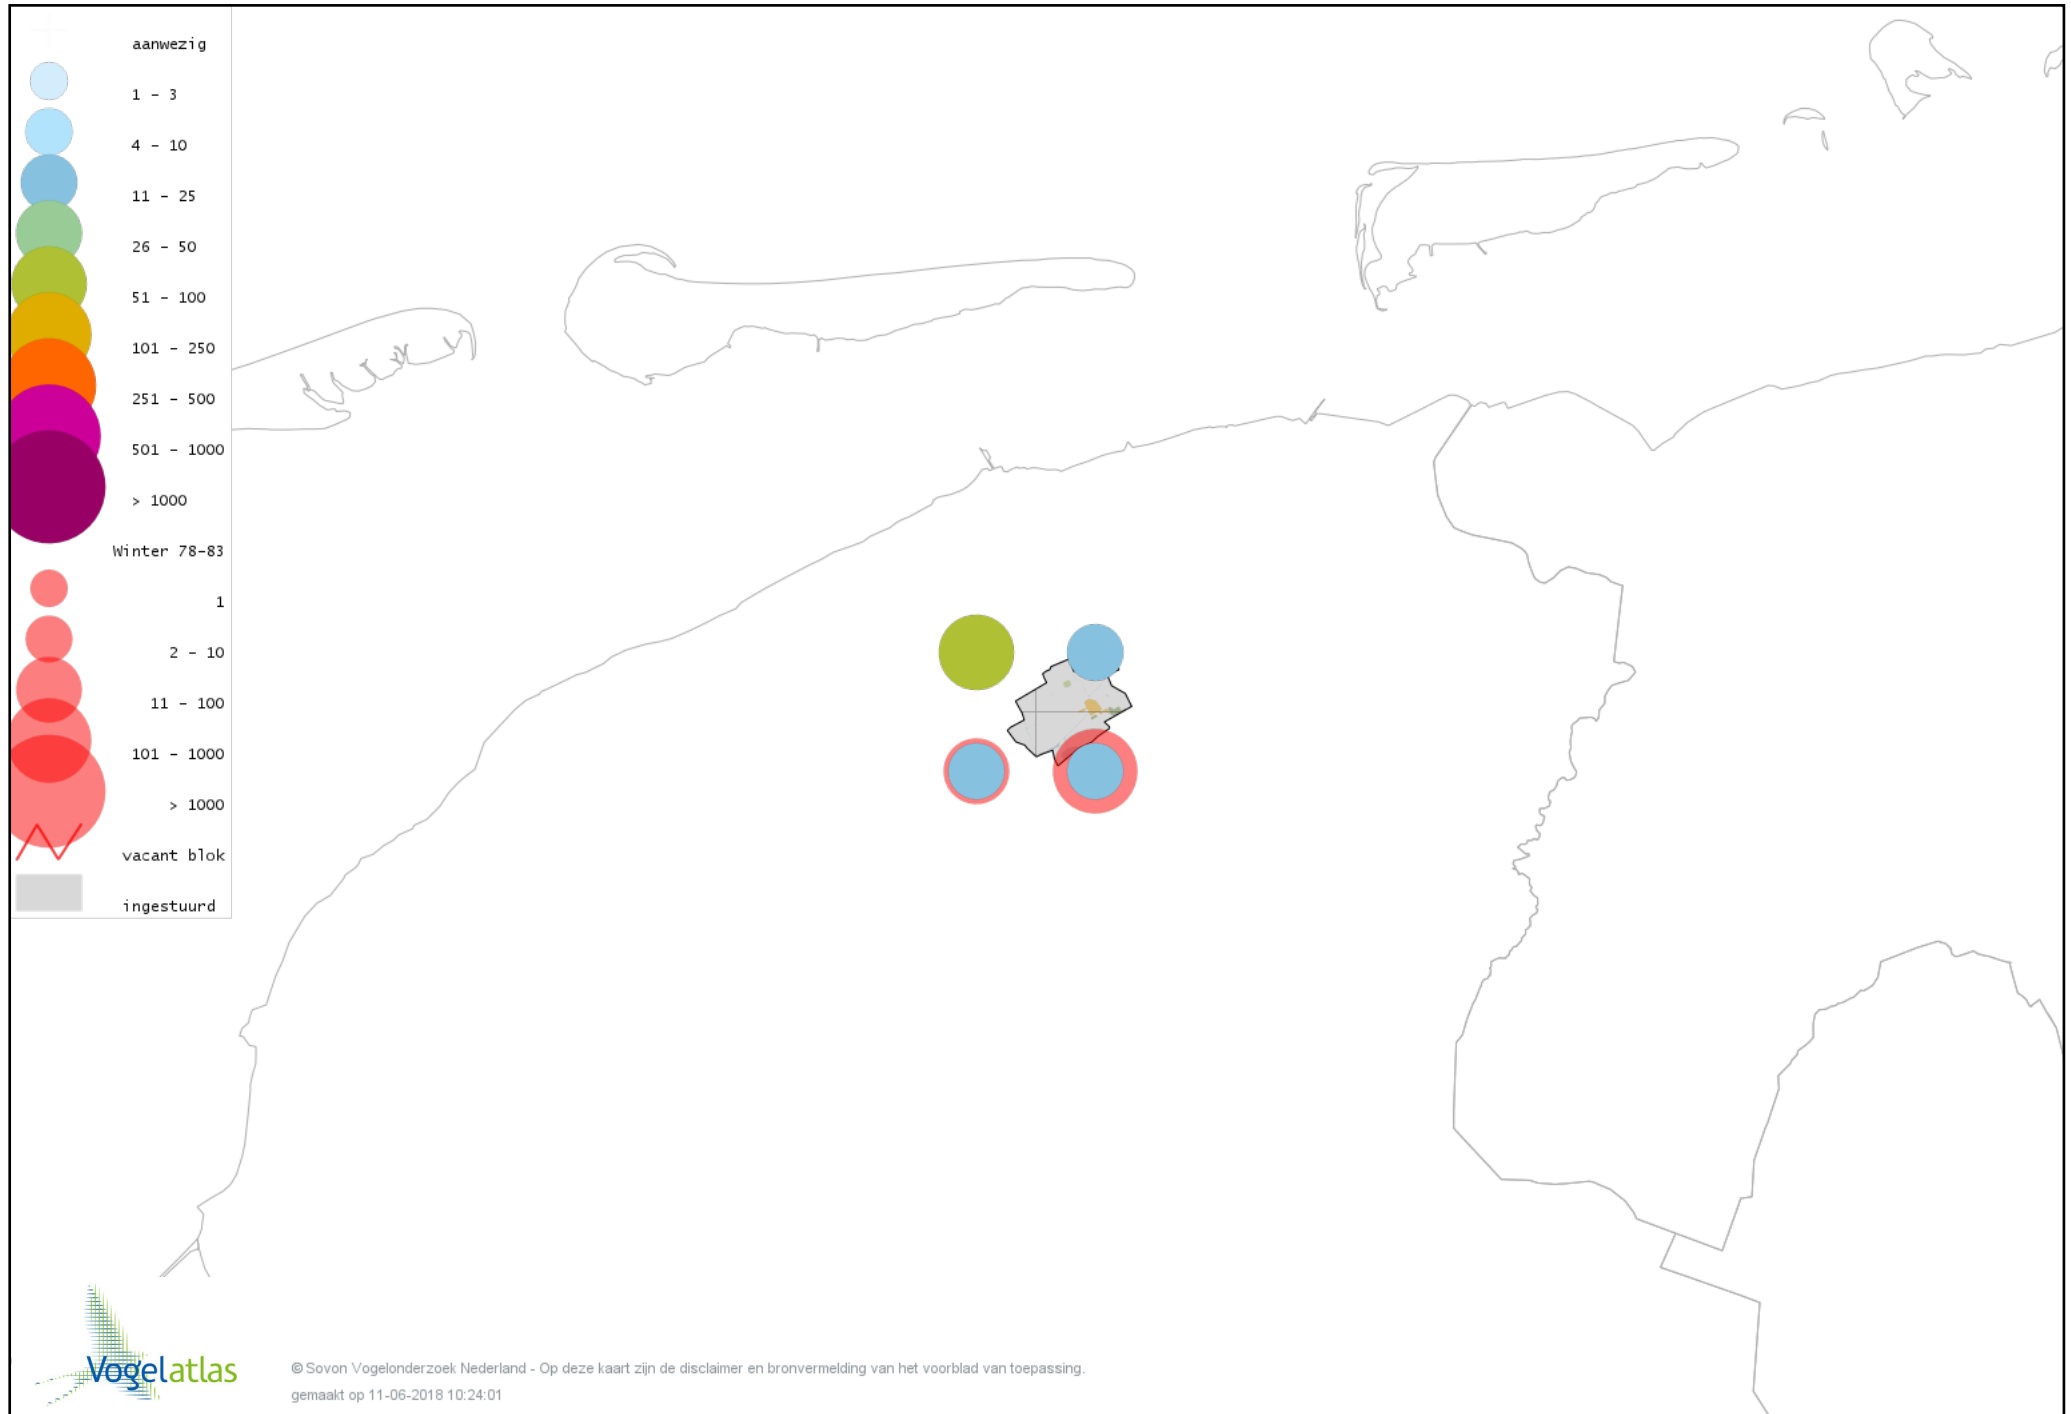 aanwezig
1 - 3
4 - 10
11 - 25
26 - 50
51 - 100
101 - 250
251 - 500
501 - 1000
> 1000
Winter 78-83
1
2 - 10
11 - 100
101 - 1000
> 1000
vacant blok
ingestuurd
Vogelatlas
© Sovon Vogelonderzoek Nederland - Op deze kaart zijn de disclaimer en bronvermelding van het voorblad van toepassing.
gemaakt op 11-06-2018 10:24:01